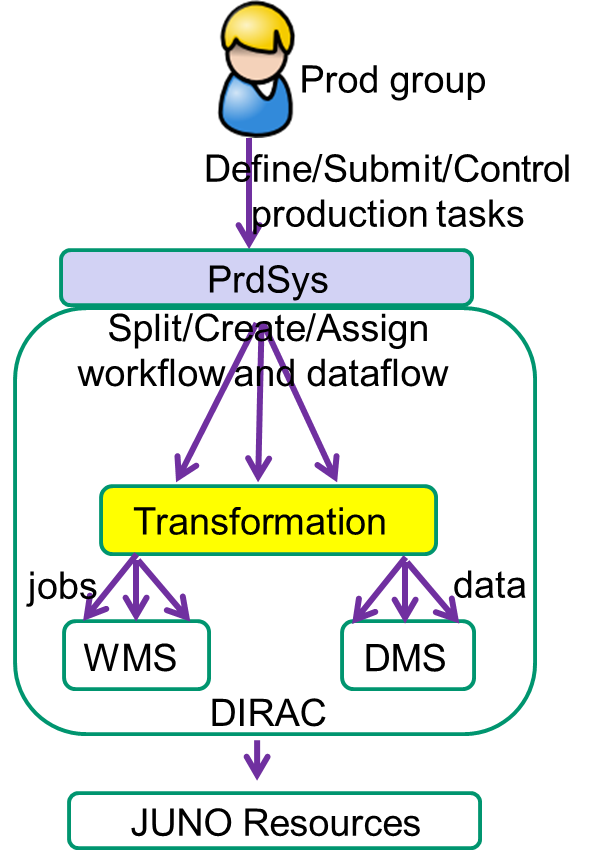 Prod group
Define/Submit/Control
production tasks
PrdSys
Split/Create/Assign
workflow and dataflow
Transformation
jobs
data
WMS
DMS
DIRAC
JUNO Resources